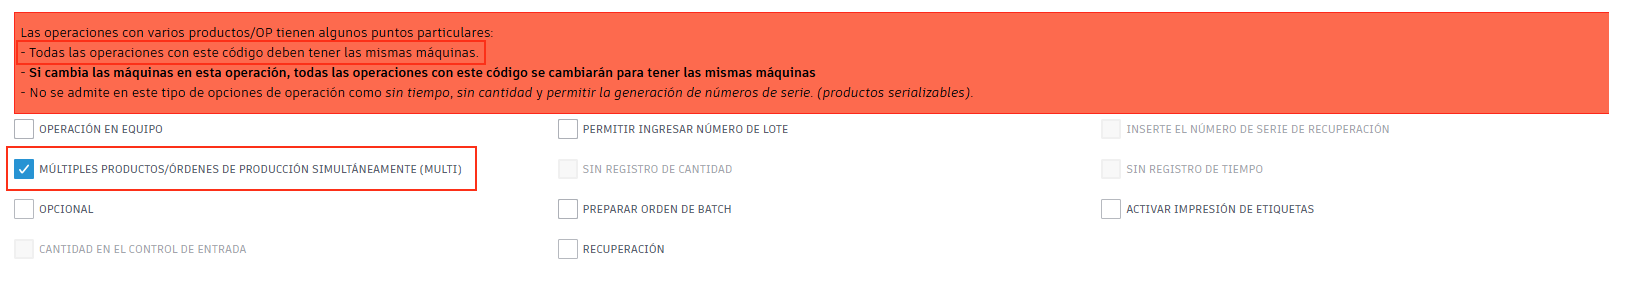 Las operaciones con varios productos/OP tienen algunos puntos particulares:
- Todas las operaciones con este código deben tener las mismas máquinas.
- Si cambia las máquinas en esta operación, todas las operaciones con este código se cambiarán para tener las mismas máquinas
- No se admite en este tipo de opciones de operación como sin tiempo, sin cantidad y permitir la generación de números de serie. (productos serializables).
OPERACIÓN EN EQUIPO
PERMITIR INGRESAR NÚMERO DE LOTE
INSERTE EL NÚMERO DE SERIE DE RECUPERACIÓN
MÚLTIPLES PRODUCTOS/ÓRDENES DE PRODUCCIÓN SIMULTÁNEAMENTE (MULTI)
SIN REGISTRO DE CANTIDAD
SIN REGISTRO DE TIEMPO
OPCIONAL
PREPARAR ORDEN DE BATCH
ACTIVAR IMPRESIÓN DE ETIQUETAS
CANTIDAD EN EL CONTROL DE ENTRADA
RECUPERACIÓN